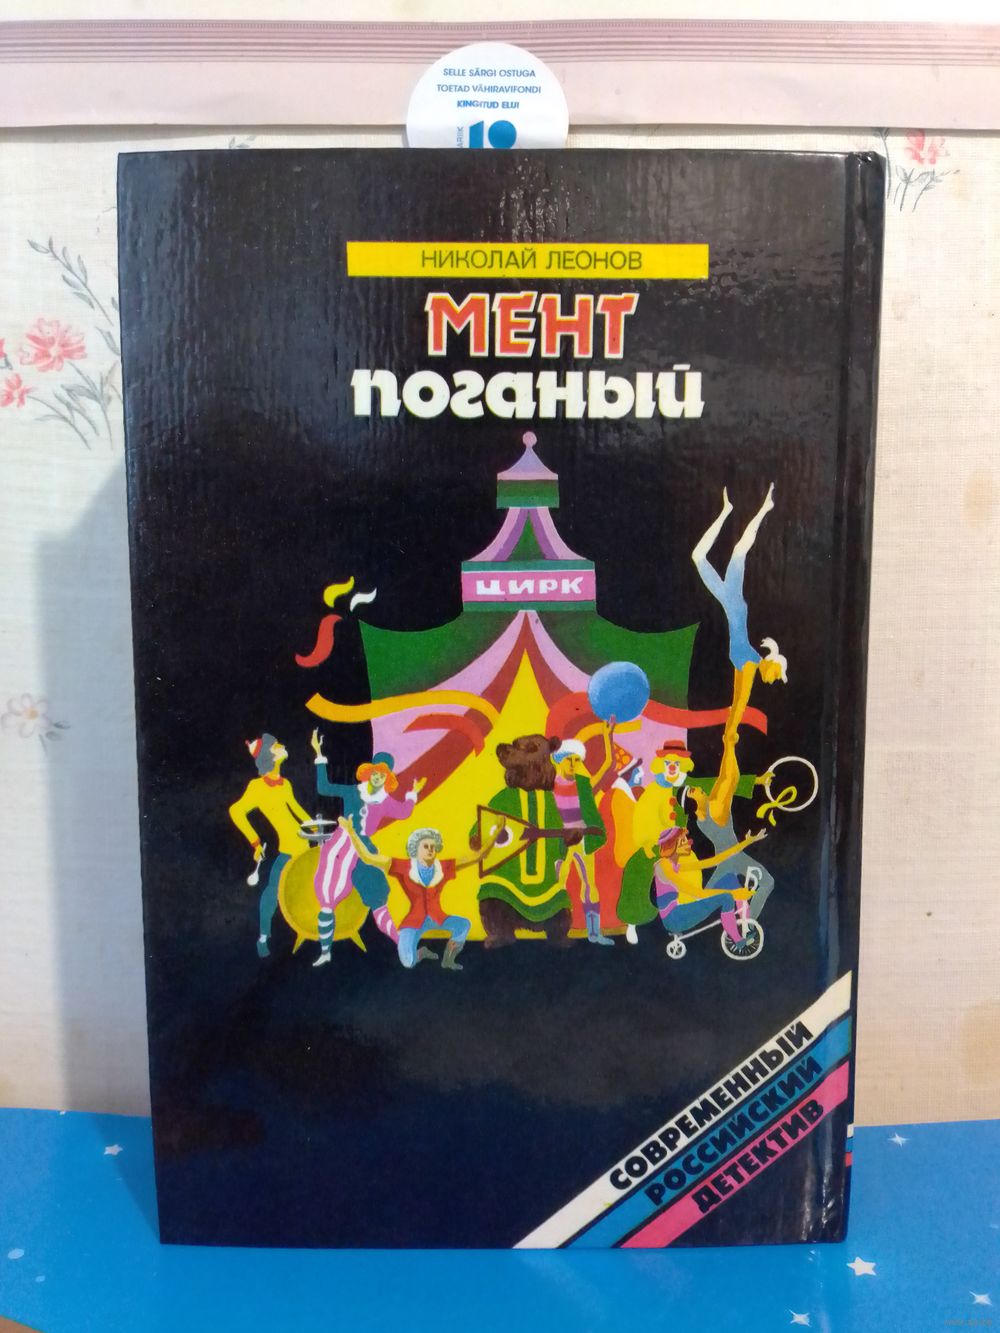 SELLE SÄRGI OSTUGA
TOETAD VÄHIRAVIFONDI
KINGITUD ELU!
НИКОЛАЙ ЛЕОНОВ
МЕНТ
ПОГАНЫЙ
ЦИРК
СОВРЕМЕННЫЙ
РОССИЙСКИЙ
ДЕТЕКТИВ